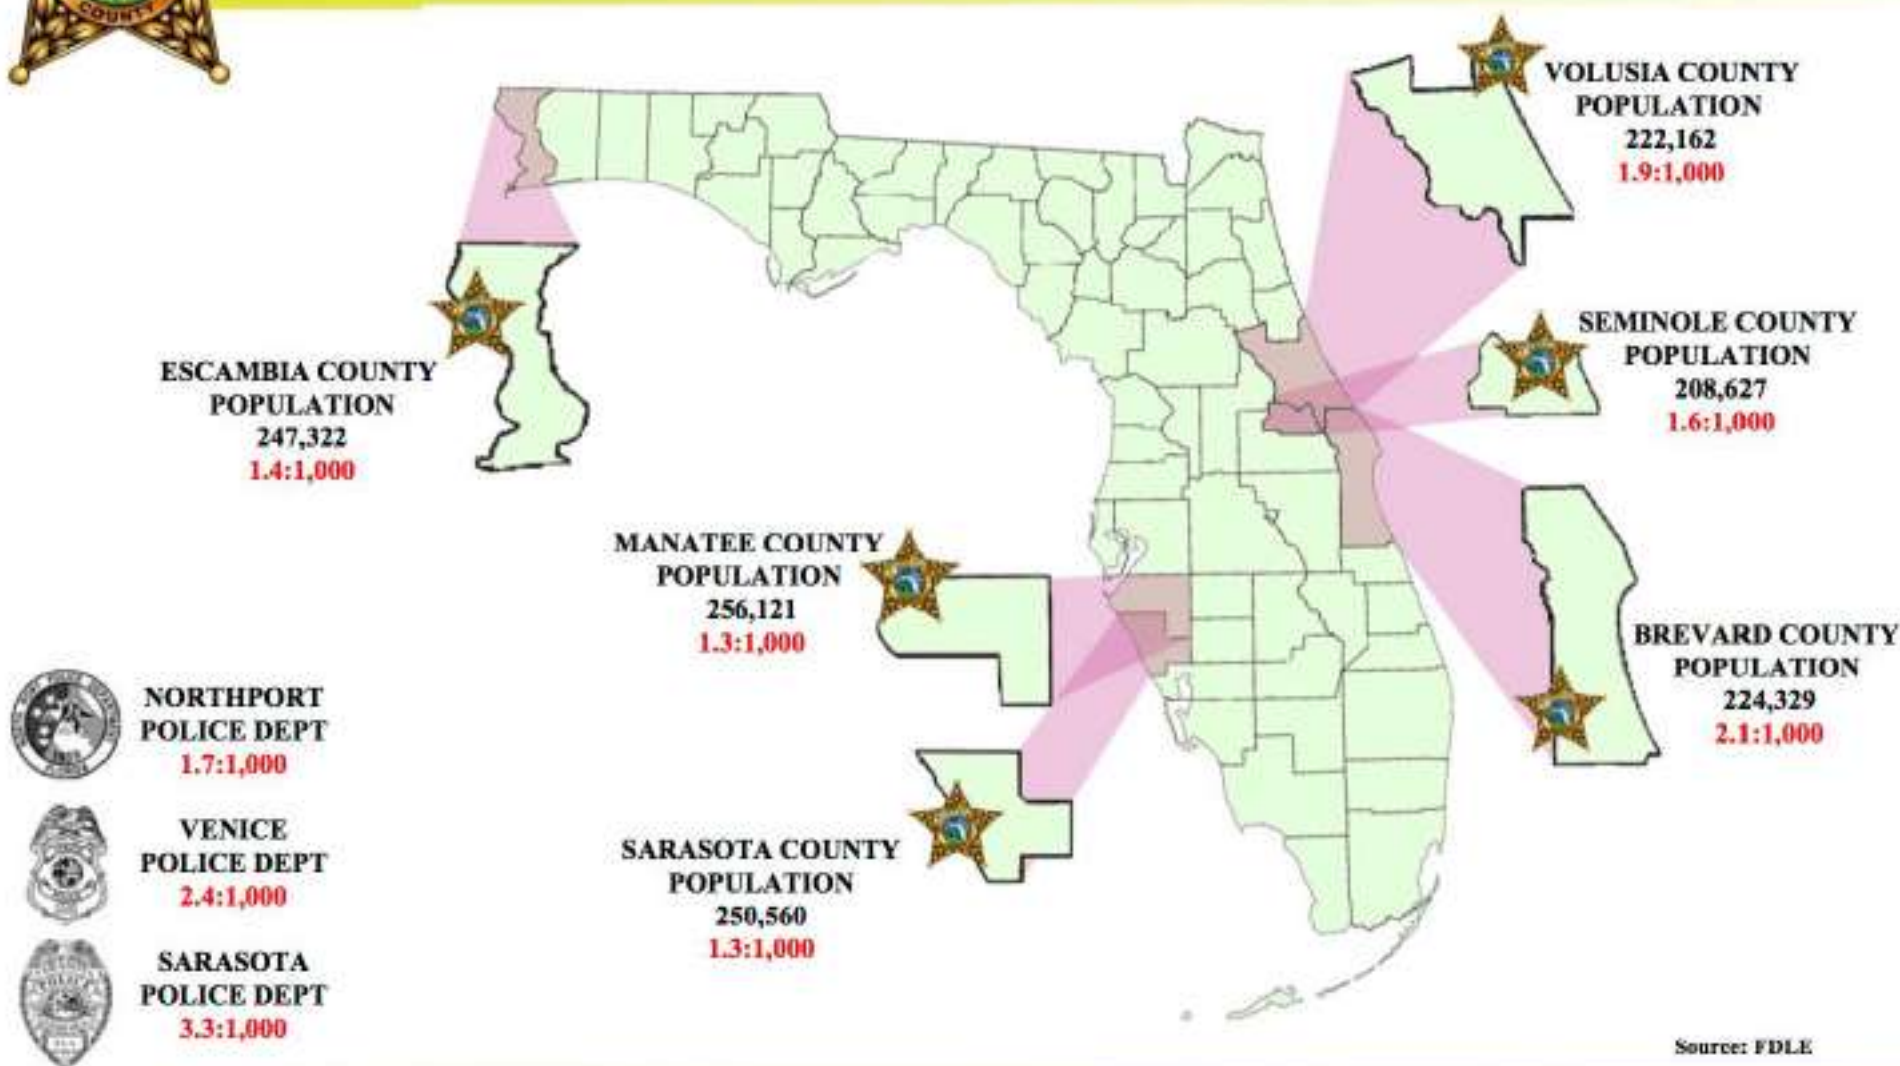 COUNTY
VOLUSIA COUNTY
POPULATION
222,162
1.9:1,000
SEMINOLE COUNTY
POPULATION
208,627
1.6:1,000
ESCAMBIA COUNTY
POPULATION
247,322
1.4:1,000
MANATEE COUNTY
POPULATION
256,121
1.3:1,000
BREVARD COUNTY
POPULATION
224,329
2.1:1,000
NORTHPORT
POLICE DEPT
1.7:1,000
VENICE
POLICE DEPT
2.4:1,000
SARASOTA COUNTY
POPULATION
250,560
1.3:1,000
SARASOTA
POLICE DEPT
3.3:1,000
Source: FDLE